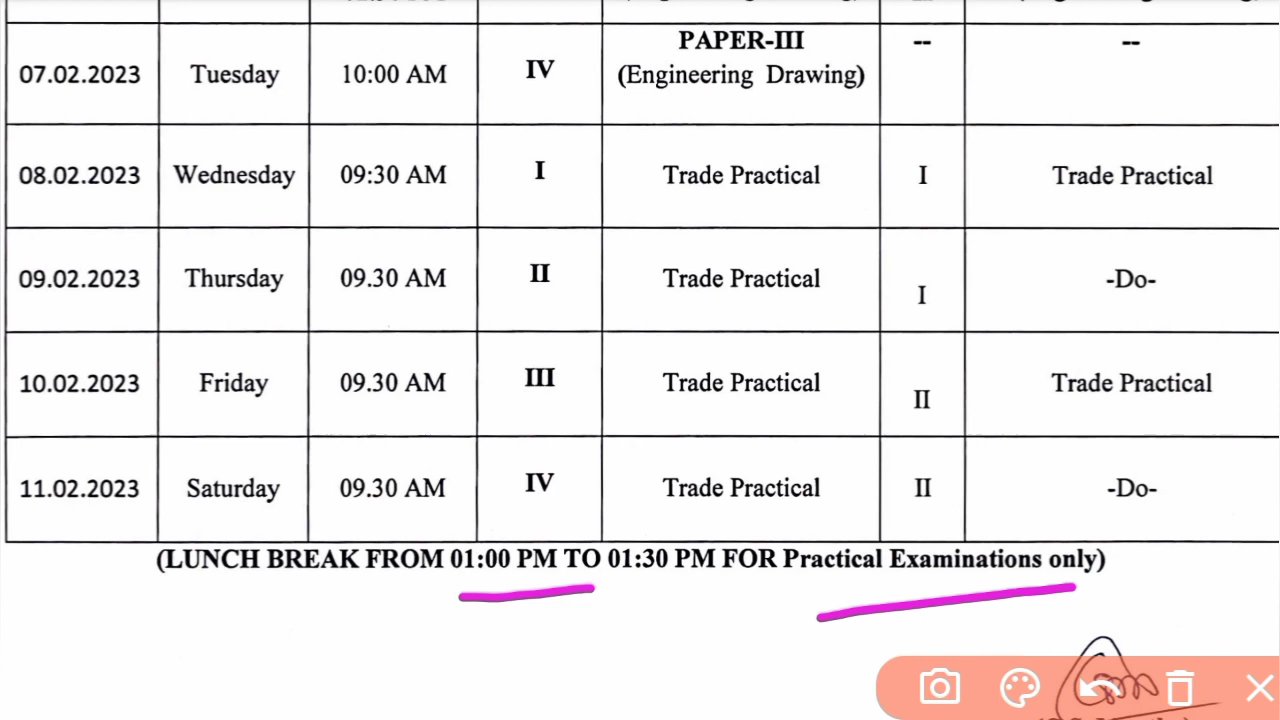 PAPER-III -- --
07.02.2023 Tuesday 10:00 AM IV (Engineering Drawing)
08.02.2023 Wednesday 09:30 AM I Trade Practical I Trade Practical
09.02.2023 Thursday 09.30 AM II Trade Practical I -Do-
10.02.2023 Friday 09.30 AM III Trade Practical II Trade Practical
11.02.2023 Saturday 09.30 AM IV Trade Practical II -Do-
(LUNCH BREAK FROM 01:00 PM TO 01:30 PM FOR Practical Examinations only)